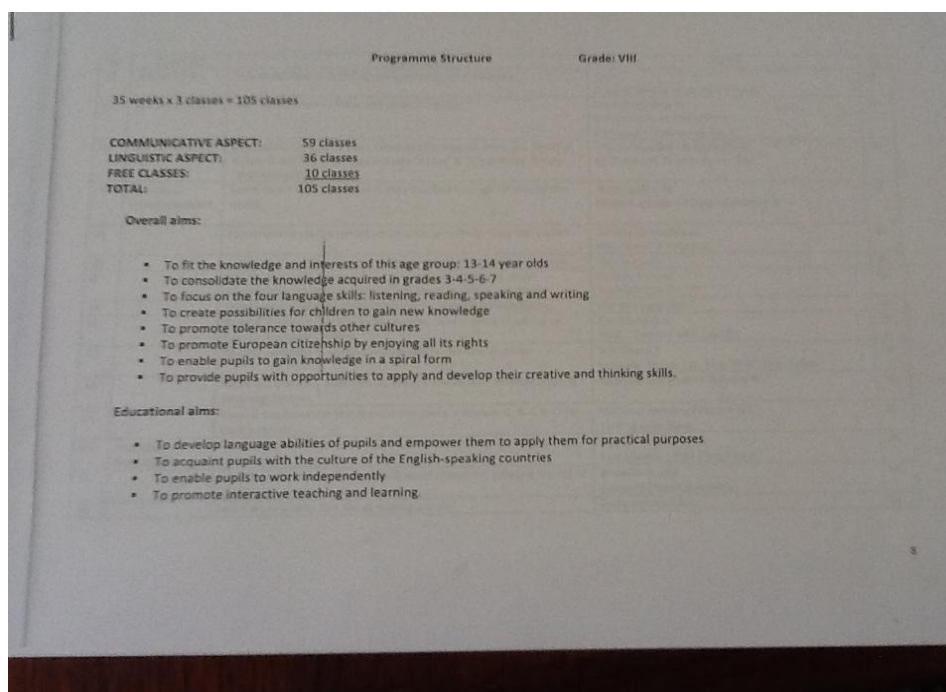 Programme Structure Grade: VIII
35 weeks x 3 classes = 105 classes
COMMUNICATIVE ASPECT: 59 classes
LINGUISTIC ASPECT: 36 classes
FREE CLASSES: 10 classes
TOTAL: 105 classes
Overall aims:
▪ To fit the knowledge and interests of this age group: 13-14 year olds
▪ To consolidate the knowledge acquired in grades 3-4-5-6-7
▪ To focus on the four language skills: listening, reading, speaking and writing
▪ To create possibilities for children to gain new knowledge
▪ To promote tolerance towards other cultures
▪ To promote European citizenship by enjoying all its rights
▪ To enable pupils to gain knowledge in a spiral form
▪ To provide pupils with opportunities to apply and develop their creative and thinking skills.
Educational aims:
▪ To develop language abilities of pupils and empower them to apply them for practical purposes
▪ To acquaint pupils with the culture of the English-speaking countries
▪ To enable pupils to work independently
▪ To promote interactive teaching and learning.
8